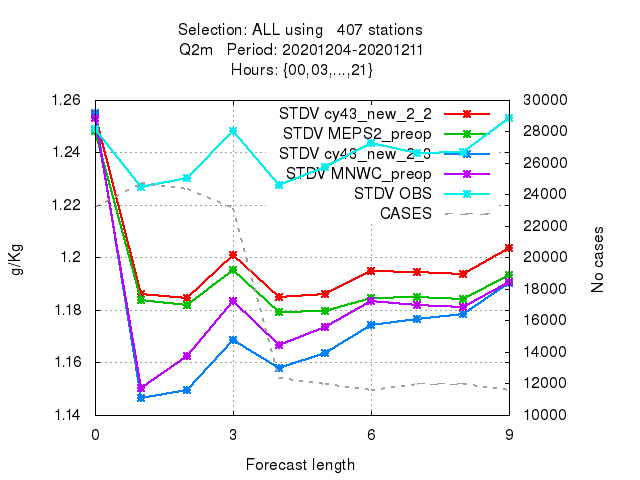 Selection: ALL using   407 stations
Q2m   Period: 20201204-20201211
Hours: {00,03,...,21}
1.26
1.24
1.22
1.2
1.18
1.16
1.14
g/Kg
STDV cy43_new_2_2
STDV MEPS2_preop
STDV cy43_new_2_3
STDV MNWC_preop
STDV OBS
CASES
30000
28000
26000
24000
22000
20000
18000
16000
14000
12000
10000
No cases
0
3
6
9
Forecast length